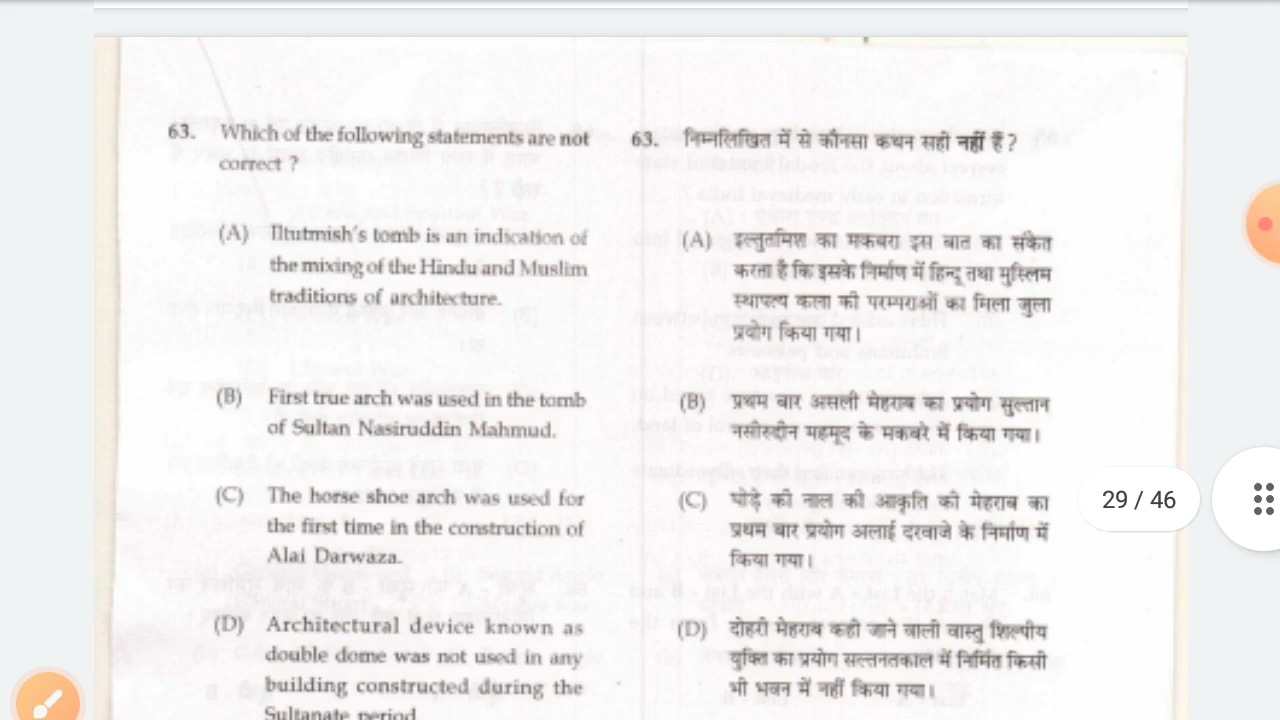 63. Which of the following statements are not
correct ?
(A) Iltutmish's tomb is an indication of
the mixing of the Hindu and Muslim
traditions of architecture.
(B) First true arch was used in the tomb
of Sultan Nasiruddin Mahmud.
(C) The horse shoe arch was used for
the first time in the construction of
Alai Darwaza.
(D) Architectural device known as
double dome was not used in any
building constructed during the
Sultanate period.
63. निम्नलिखित में से कौनसा कथन सही नहीं हैं ?
(A) इल्तुतमिश का मकबरा इस बात का संकेत
करता है कि इसके निर्माण में हिन्दू तथा मुस्लिम
स्थापत्य कला की परम्पराओं का मिला जुला
प्रयोग किया गया।
(B) प्रथम बार असली मेहराब का प्रयोग सुल्तान
नसीरुद्दीन महमूद के मकबरे में किया गया।
(C) घोड़े की नाल की आकृति की मेहराब का
प्रथम बार प्रयोग अलाई दरवाजे के निर्माण में
किया गया।
(D) दोहरी मेहराब कही जाने वाली वास्तु शिल्पीय
युक्ति का प्रयोग सल्तनतकाल में निर्मित किसी
भी भवन में नहीं किया गया।
29 / 46